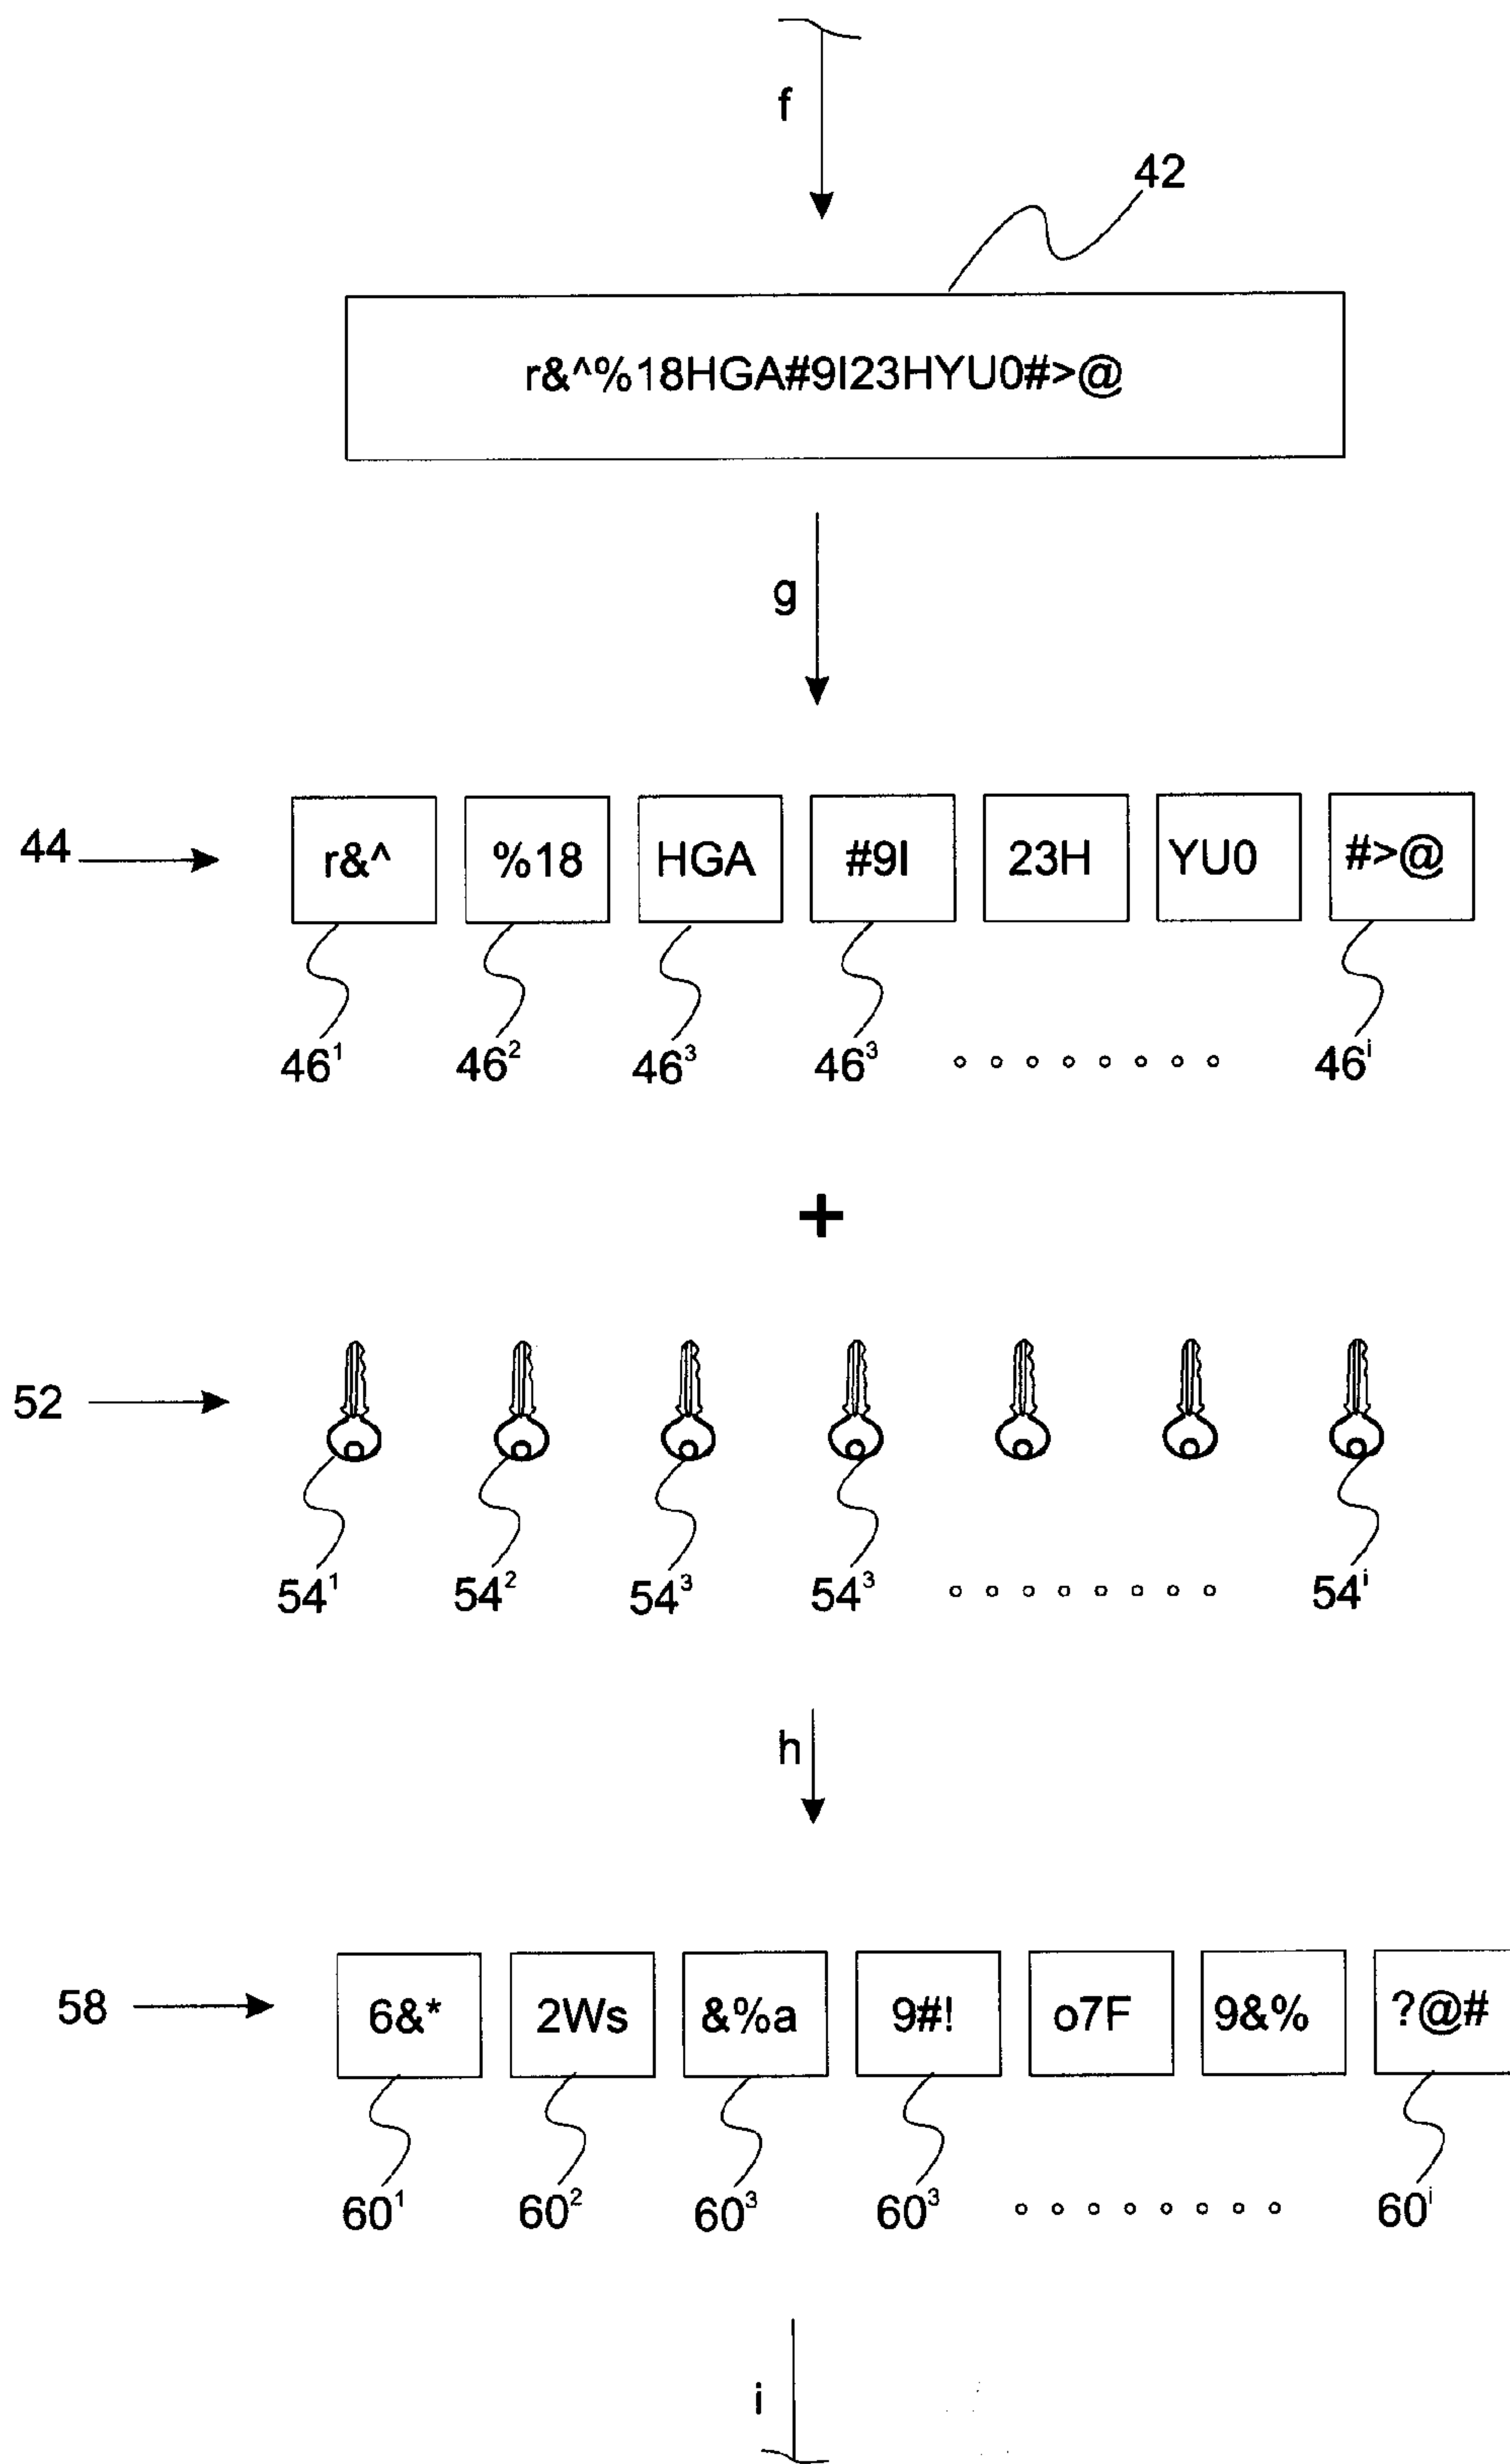 f
42
r&^%18HGA#9I23HYU0#>@
g
44 r&^ %18 HGA #9I 23H YU0 #>@
46¹ 46² 46³ 46³ 46ⁱ
+
52
54¹ 54² 54³ 54³ 54ⁱ
h
58 6&* 2Ws &%a 9#! o7F 9&% ?@#
60¹ 60² 60³ 60³ 60ⁱ
i